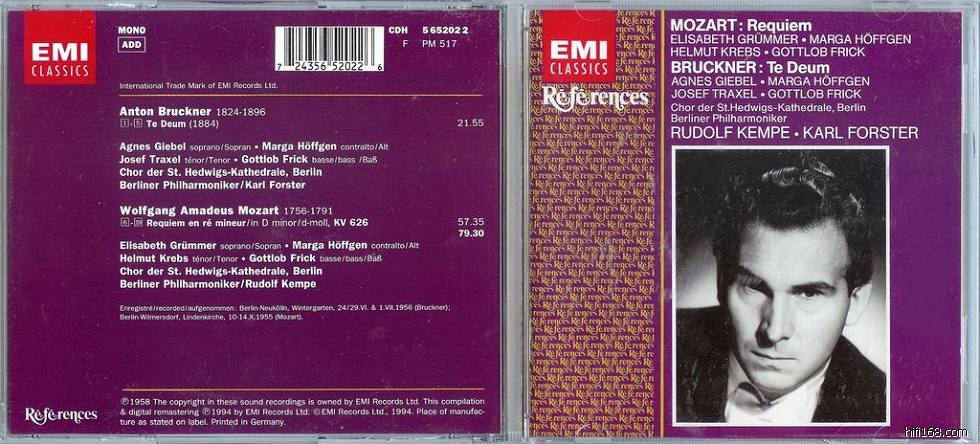 EMI
CLASSICS
MONO
ADD
7 24356 52022 6
CDH 5 65202 2
F PM 517
International Trade Mark of EMI Records Ltd.
Anton Bruckner 1824-1896
1 - 5 Te Deum (1884) 21.55
Agnes Giebel soprano/Sopran • Marga Höffgen contralto/Alt
Josef Traxel ténor/Tenor • Gottlob Frick basse/bass /Baß
Chor der St. Hedwigs-Kathedrale, Berlin
Berliner Philharmoniker/Karl Forster
Wolfgang Amadeus Mozart 1756-1791
Requiem en ré mineur/in D minor/d-moll, KV 626 57.35
79.30
Elisabeth Grümmer soprano/Sopran • Marga Höffgen contralto/Alt
Helmut Krebs ténor/Tenor • Gottlob Frick basse/bass/Baß
Chor der St. Hedwigs-Kathedrale, Berlin
Berliner Philharmoniker/Rudolf Kempe
Enregistré/recorded/aufgenommen : Berlin-Neukölln, Wintergarten, 24/29.VI. & 1.VII.1956 (Bruckner);
Berlin-Wilmersdorf, Lindenkirche, 10-14.X.1955 (Mozart).
Références
℗ 1958 The copyright in these sound recordings is owned by EMI Records Ltd. This compilation
& digital remastering ℗ 1994 by EMI Records Ltd. © EMI Records Ltd., 1994. Place of manufac-
ture as stated on label. Printed in Germany.
EMI
CLASSICS
Références
MOZART : Requiem
ELISABETH GRÜMMER • MARGA HÖFFGEN
HELMUT KREBS • GOTTLOB FRICK
BRUCKNER : Te Deum
AGNES GIEBEL • MARGA HÖFFGEN
JOSEF TRAXEL • GOTTLOB FRICK
Chor der St.Hedwigs-Kathedrale, Berlin
Berliner Philharmoniker
RUDOLF KEMPE • KARL FORSTER
hifi168.com